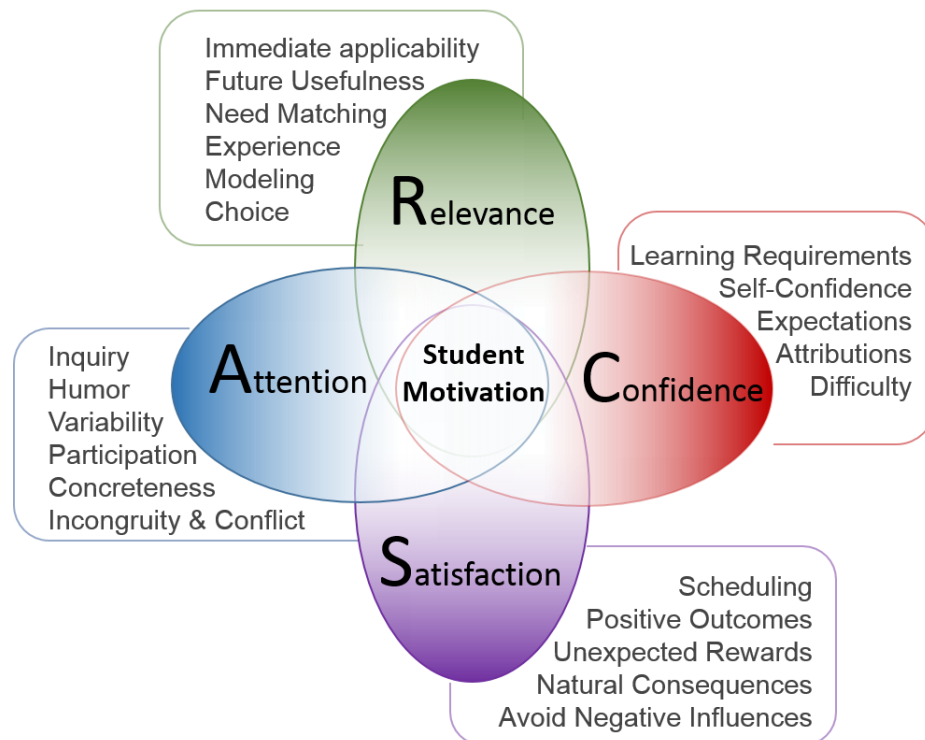 Immediate applicability
Future Usefulness
Need Matching
Experience
Modeling
Choice
Relevance
Learning Requirements
Self-Confidence
Expectations
Attributions
Difficulty
Inquiry
Humor
Variability
Participation
Concreteness
Incongruity & Conflict
Attention
Student
Motivation
Confidence
Satisfaction
Scheduling
Positive Outcomes
Unexpected Rewards
Natural Consequences
Avoid Negative Influences